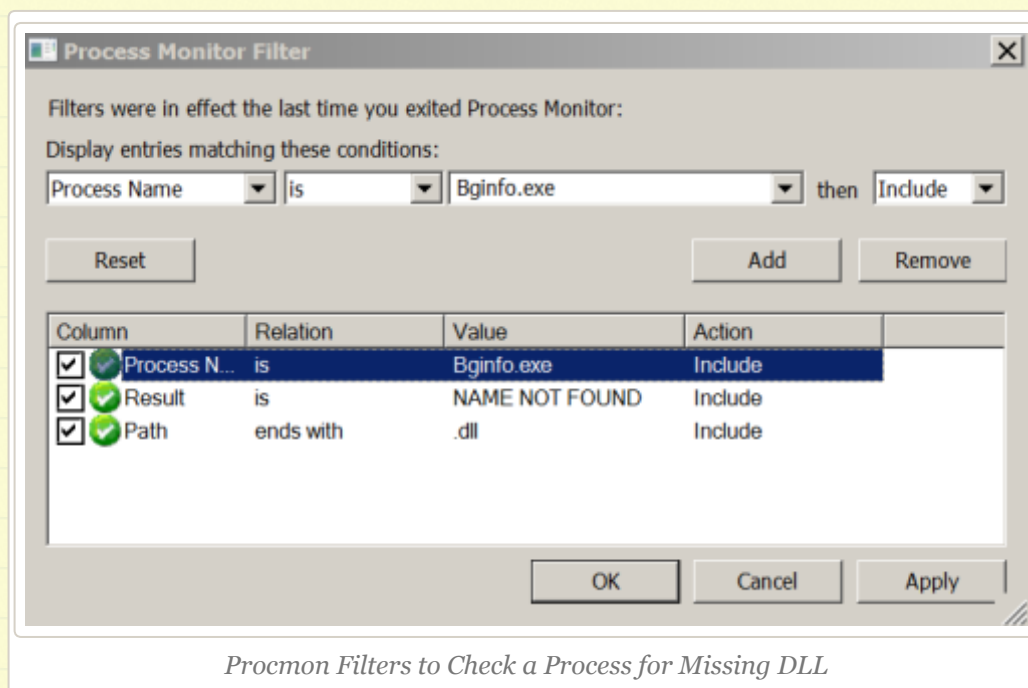 Process Monitor Filter
Filters were in effect the last time you exited Process Monitor:
Display entries matching these conditions:
Process Name is Bginfo.exe then Include
Reset Add Remove
Column Relation Value Action
Process N... is Bginfo.exe Include
Result is NAME NOT FOUND Include
Path ends with .dll Include
OK Cancel Apply
Procmon Filters to Check a Process for Missing DLL